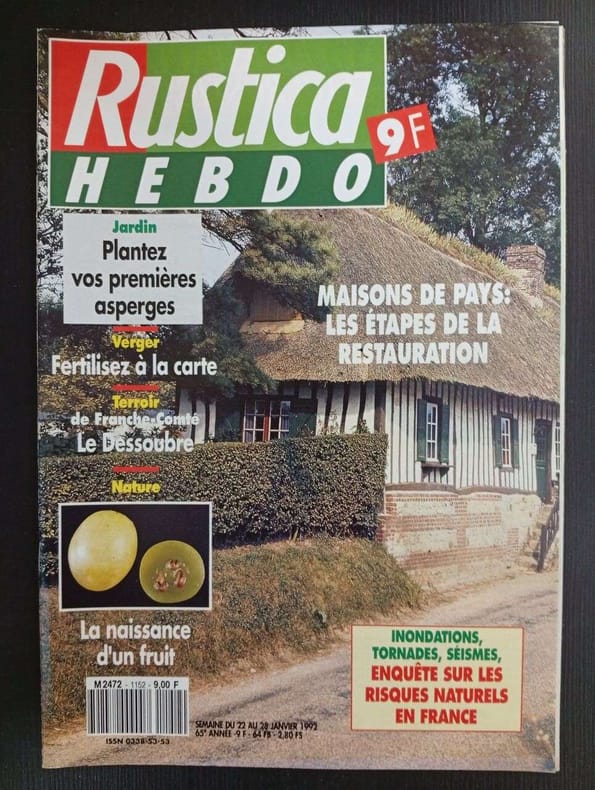 Rustica
HEBDO
9F
Jardin
Plantez
vos premières
asperges
Verger
Fertilisez à la carte
Terroir
de Franche-Comté
Le Dessoubre
Nature
La naissance
d'un fruit
MAISONS DE PAYS:
LES ÉTAPES DE LA
RESTAURATION
INONDATIONS,
TORNADES, SÉISMES,
ENQUÊTE SUR LES
RISQUES NATURELS
EN FRANCE
M 2472 - 1152 - 9,00 F
ISSN 0338-53-53
SEMAINE DU 22 AU 28 JANVIER 1992
65e ANNÉE -9 F - 64 FB - 2,80 FS